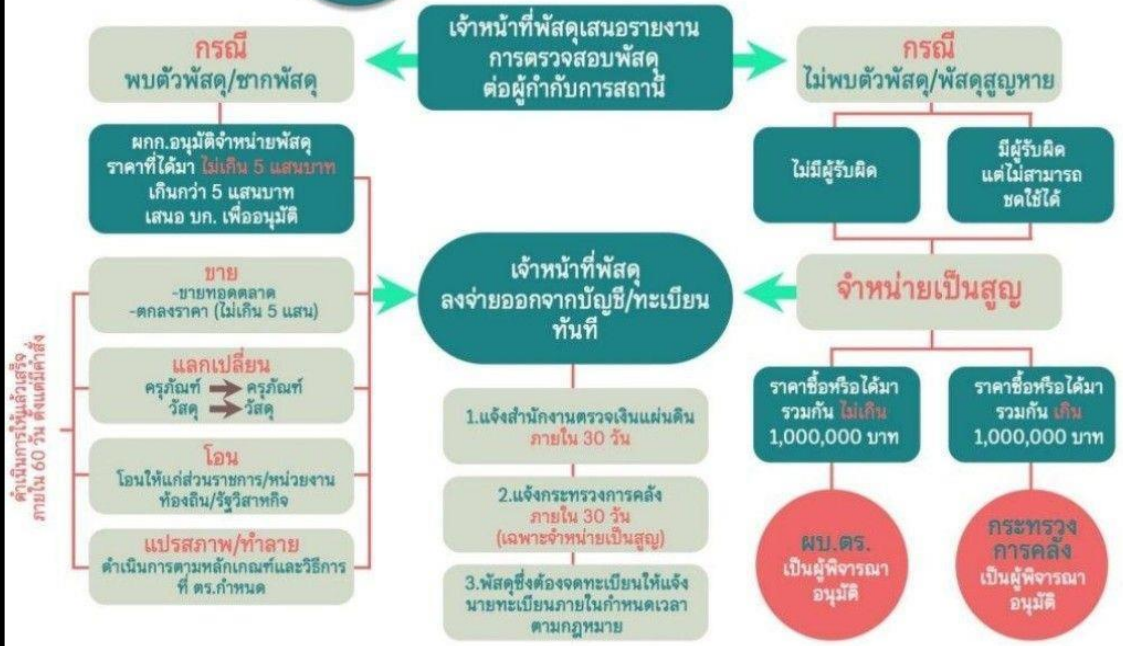 เจ้าหน้าที่พัสดุเสนอรายงาน
การตรวจสอบพัสดุ
ต่อผู้กำกับการสถานี
กรณี
พบตัวพัสดุ/ซากพัสดุ
กรณี
ไม่พบตัวพัสดุ/พัสดุสูญหาย
ผกก.อนุมัติจำหน่ายพัสดุ
ราคาที่ได้มา ไม่เกิน 5 แสนบาท
เกินกว่า 5 แสนบาท
เสนอ บก. เพื่ออนุมัติ
ไม่มีผู้รับผิด
มีผู้รับผิด
แต่ไม่สามารถ
ชดใช้ได้
ดำเนินการให้แล้วเสร็จ
ภายใน 60 วัน ตั้งแต่มีคำสั่ง
ขาย
-ขายทอดตลาด
-ตกลงราคา (ไม่เกิน 5 แสน)
แลกเปลี่ยน
ครุภัณฑ์ ครุภัณฑ์
วัสดุ วัสดุ
โอน
โอนให้แก่ส่วนราชการ/หน่วยงาน
ท้องถิ่น/รัฐวิสาหกิจ
แปรสภาพ/ทำลาย
ดำเนินการตามหลักเกณฑ์และวิธีการ
ที่ ตร.กำหนด
เจ้าหน้าที่พัสดุ
ลงจ่ายออกจากบัญชี/ทะเบียน
ทันที
1.แจ้งสำนักงานตรวจเงินแผ่นดิน
ภายใน 30 วัน
2.แจ้งกระทรวงการคลัง
ภายใน 30 วัน
(เฉพาะจำหน่ายเป็นสูญ)
3.พัสดุซึ่งต้องจดทะเบียนให้แจ้ง
นายทะเบียนภายในกำหนดเวลา
ตามกฎหมาย
จำหน่ายเป็นสูญ
ราคาซื้อหรือได้มา
รวมกัน ไม่เกิน
1,000,000 บาท
ราคาซื้อหรือได้มา
รวมกัน เกิน
1,000,000 บาท
ผบ.ตร.
เป็นผู้พิจารณา
อนุมัติ
กระทรวง
การคลัง
เป็นผู้พิจารณา
อนุมัติ